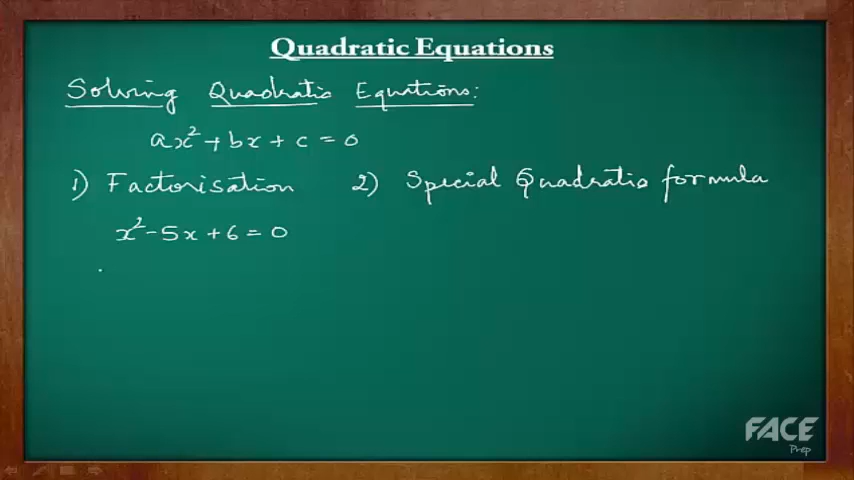 Quadratic Equations
Solving Quadratic Equations:
ax² + bx + c = 0
1) Factorisation 2) Special Quadratic formula
x² - 5x + 6 = 0
FACE
Prep